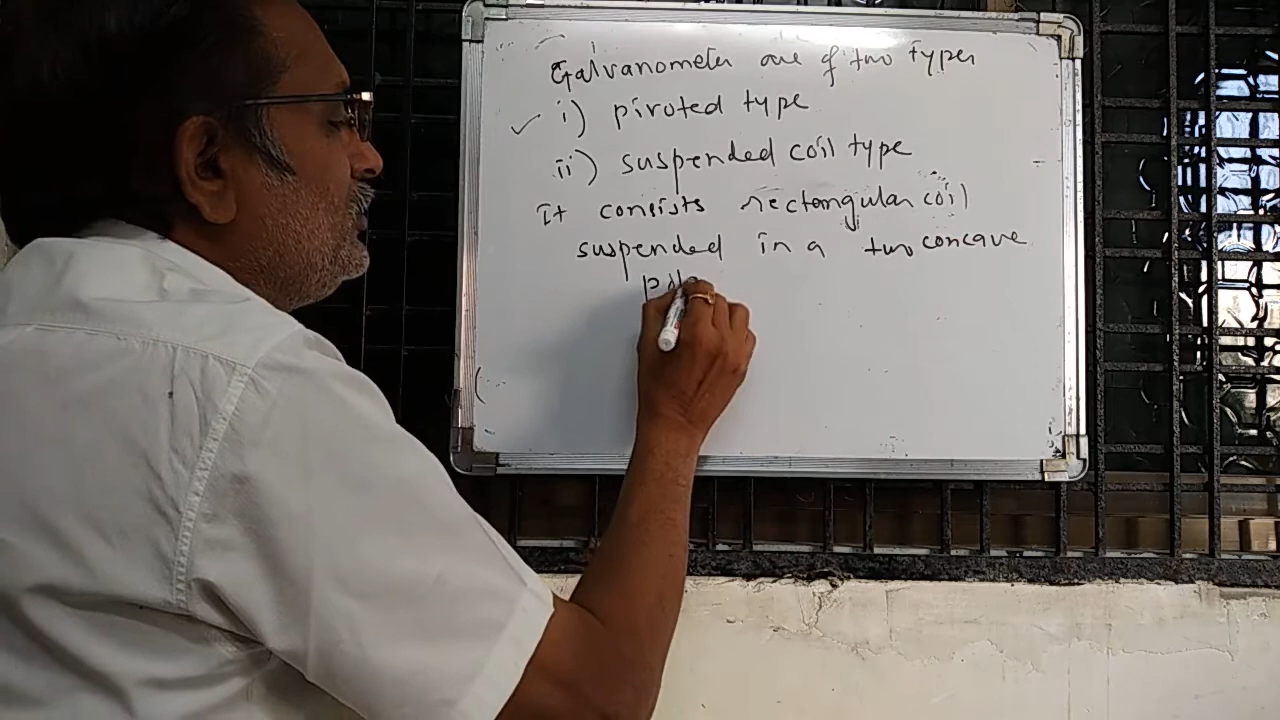 Galvanometer are of two types
✓ i) pivoted type
ii) suspended coil type
It consists rectangular coil
suspended in a two concave